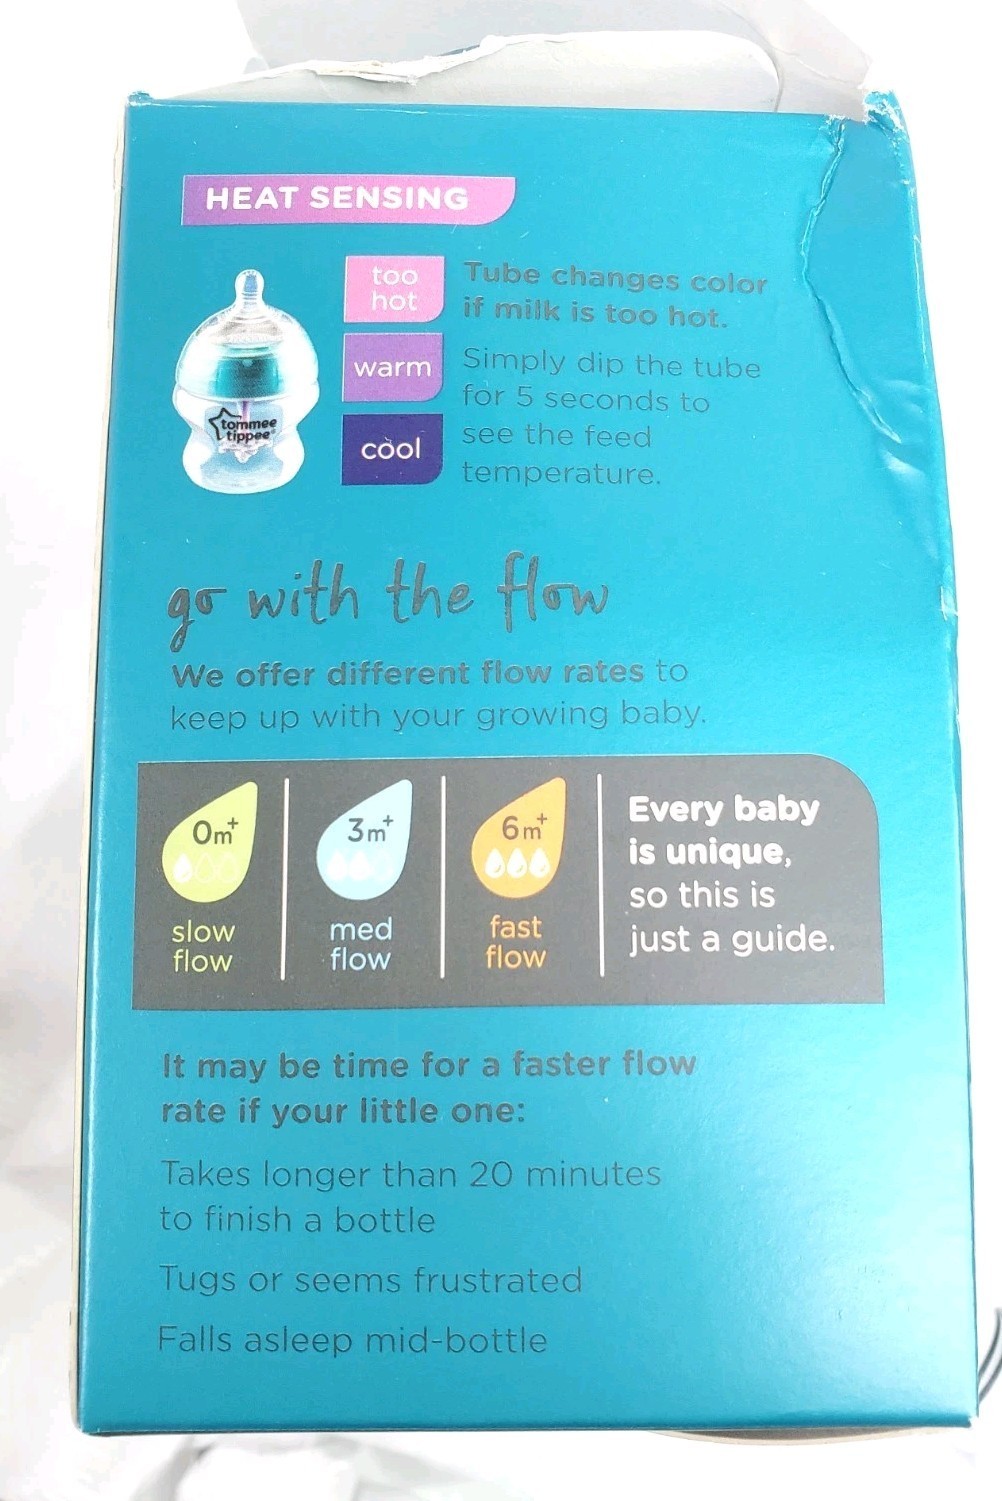 HEAT SENSING
too
hot
warm
cool
Tube changes color
if milk is too hot.
Simply dip the tube
for 5 seconds to
see the feed
temperature.
tommee
tippee®
go with the flow
We offer different flow rates to
keep up with your growing baby.
0m+
slow
flow
3m+
med
flow
6m+
fast
flow
Every baby
is unique,
so this is
just a guide.
It may be time for a faster flow
rate if your little one:
Takes longer than 20 minutes
to finish a bottle
Tugs or seems frustrated
Falls asleep mid-bottle